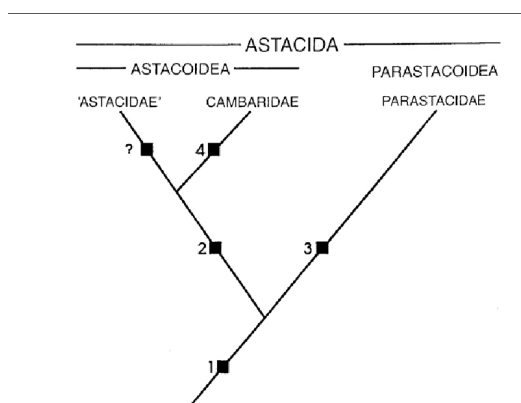 ASTACIDA
ASTACOIDEA
PARASTACOIDEA
'ASTACIDAE' CAMBARIDAE PARASTACIDAE
? 4
2 3
1